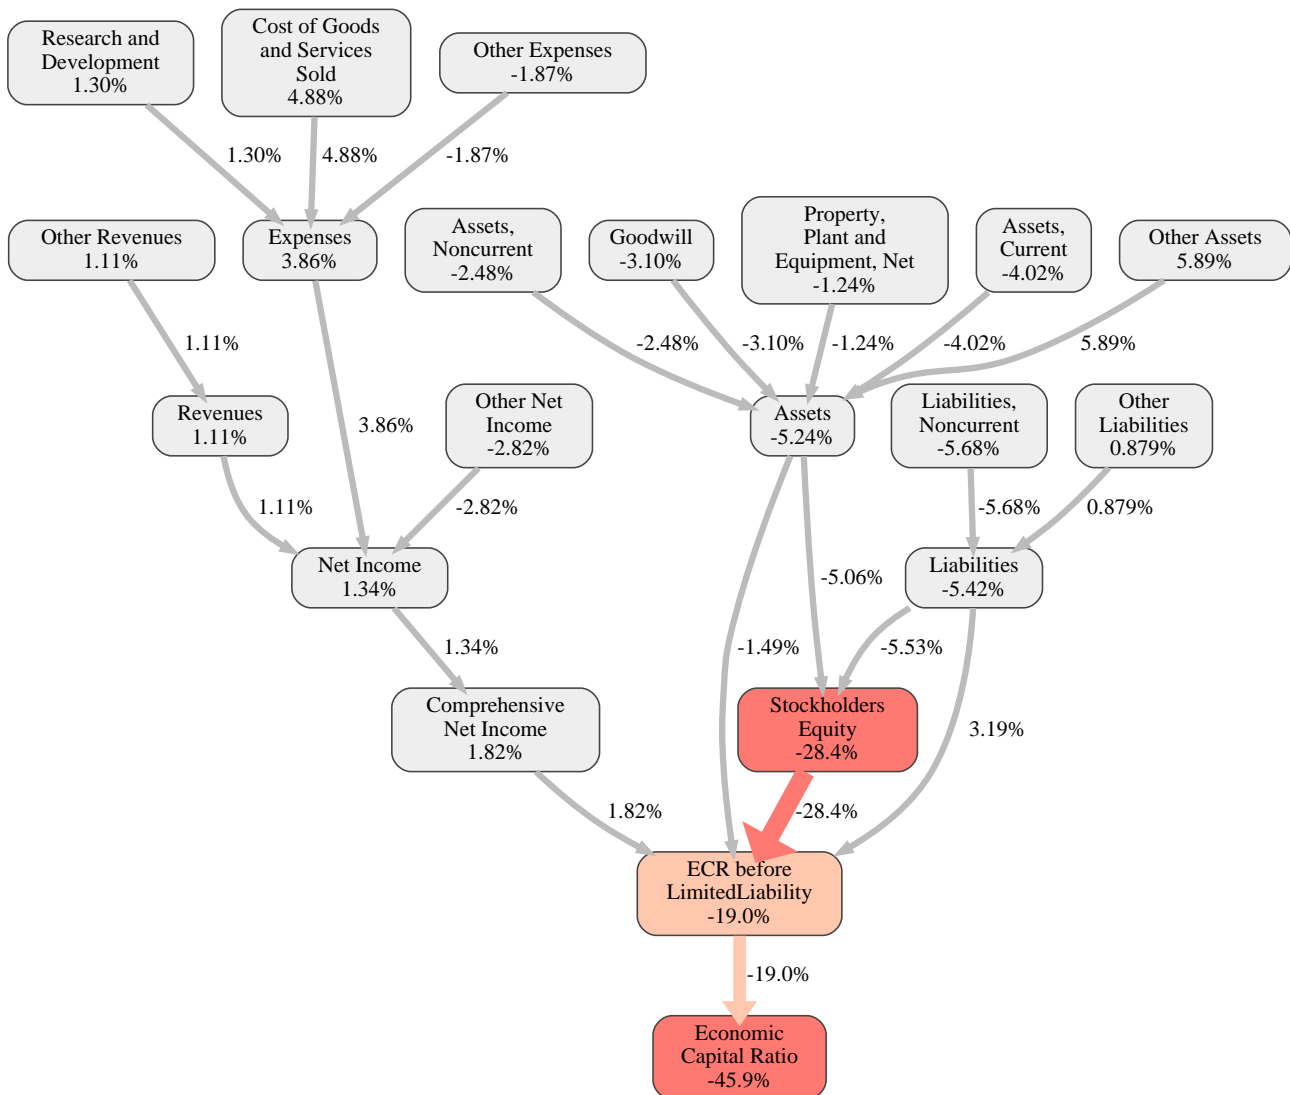 Research and
Development
1.30%
Cost of Goods
and Services
Sold
4.88%
Other Expenses
-1.87%
1.30%
4.88%
-1.87%
Other Revenues
1.11%
Expenses
3.86%
Assets,
Noncurrent
-2.48%
Goodwill
-3.10%
Property,
Plant and
Equipment, Net
-1.24%
Assets,
Current
-4.02%
Other Assets
5.89%
1.11%
-2.48%
-3.10%
-1.24%
-4.02%
5.89%
Revenues
1.11%
3.86%
Other Net
Income
-2.82%
Assets
-5.24%
Liabilities,
Noncurrent
-5.68%
Other
Liabilities
0.879%
1.11%
-2.82%
-5.68%
0.879%
Net Income
1.34%
-5.06%
Liabilities
-5.42%
1.34%
-1.49%
-5.53%
Comprehensive
Net Income
1.82%
Stockholders
Equity
-28.4%
3.19%
1.82%
-28.4%
ECR before
LimitedLiability
-19.0%
-19.0%
Economic
Capital Ratio
-45.9%